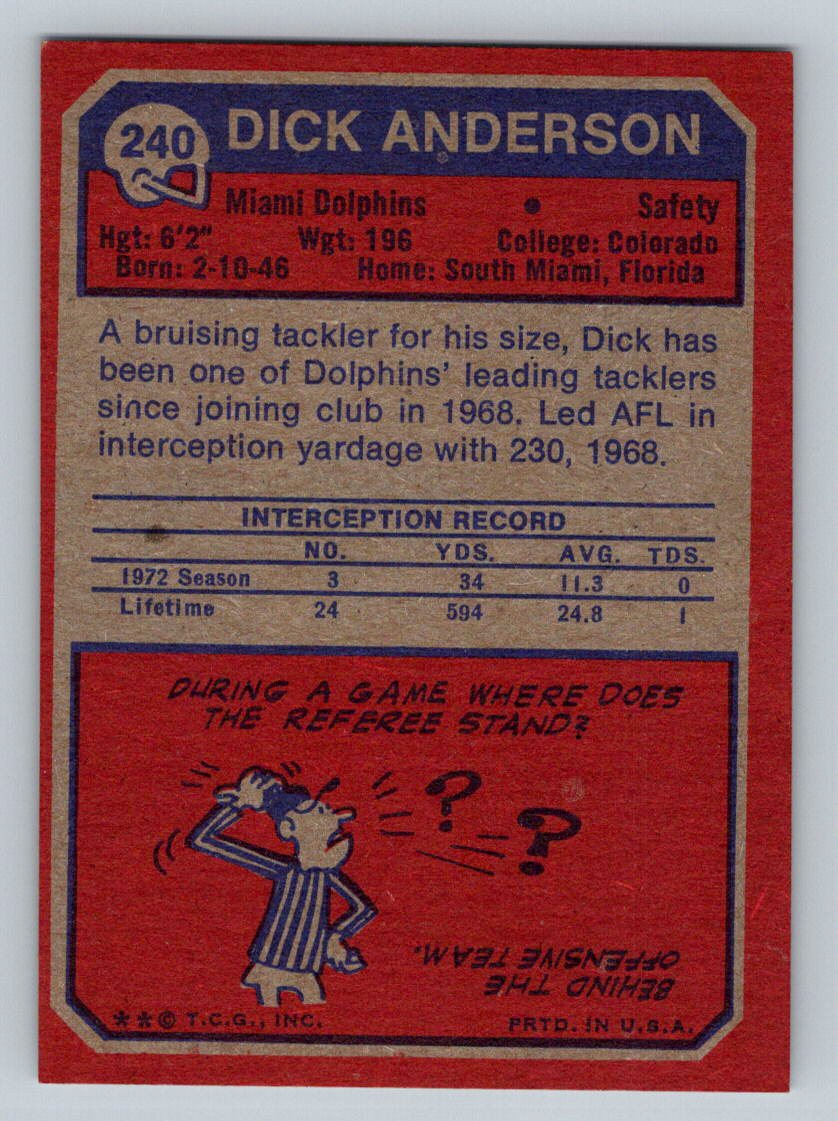 240 DICK ANDERSON
Miami Dolphins • Safety
Hgt: 6'2" Wgt: 196 College: Colorado
Born: 2-10-46 Home: South Miami, Florida
A bruising tackler for his size, Dick has
been one of Dolphins' leading tacklers
since joining club in 1968. Led AFL in
interception yardage with 230, 1968.
INTERCEPTION RECORD
NO. YDS. AVG. TDS.
1972 Season 3 34 11.3 0
Lifetime 24 594 24.8 1
DURING A GAME WHERE DOES
THE REFEREE STAND?
? ?
BEHIND THE
OFFENSIVE TEAM.
**© T.C.G., INC. PRTD. IN U.S.A.